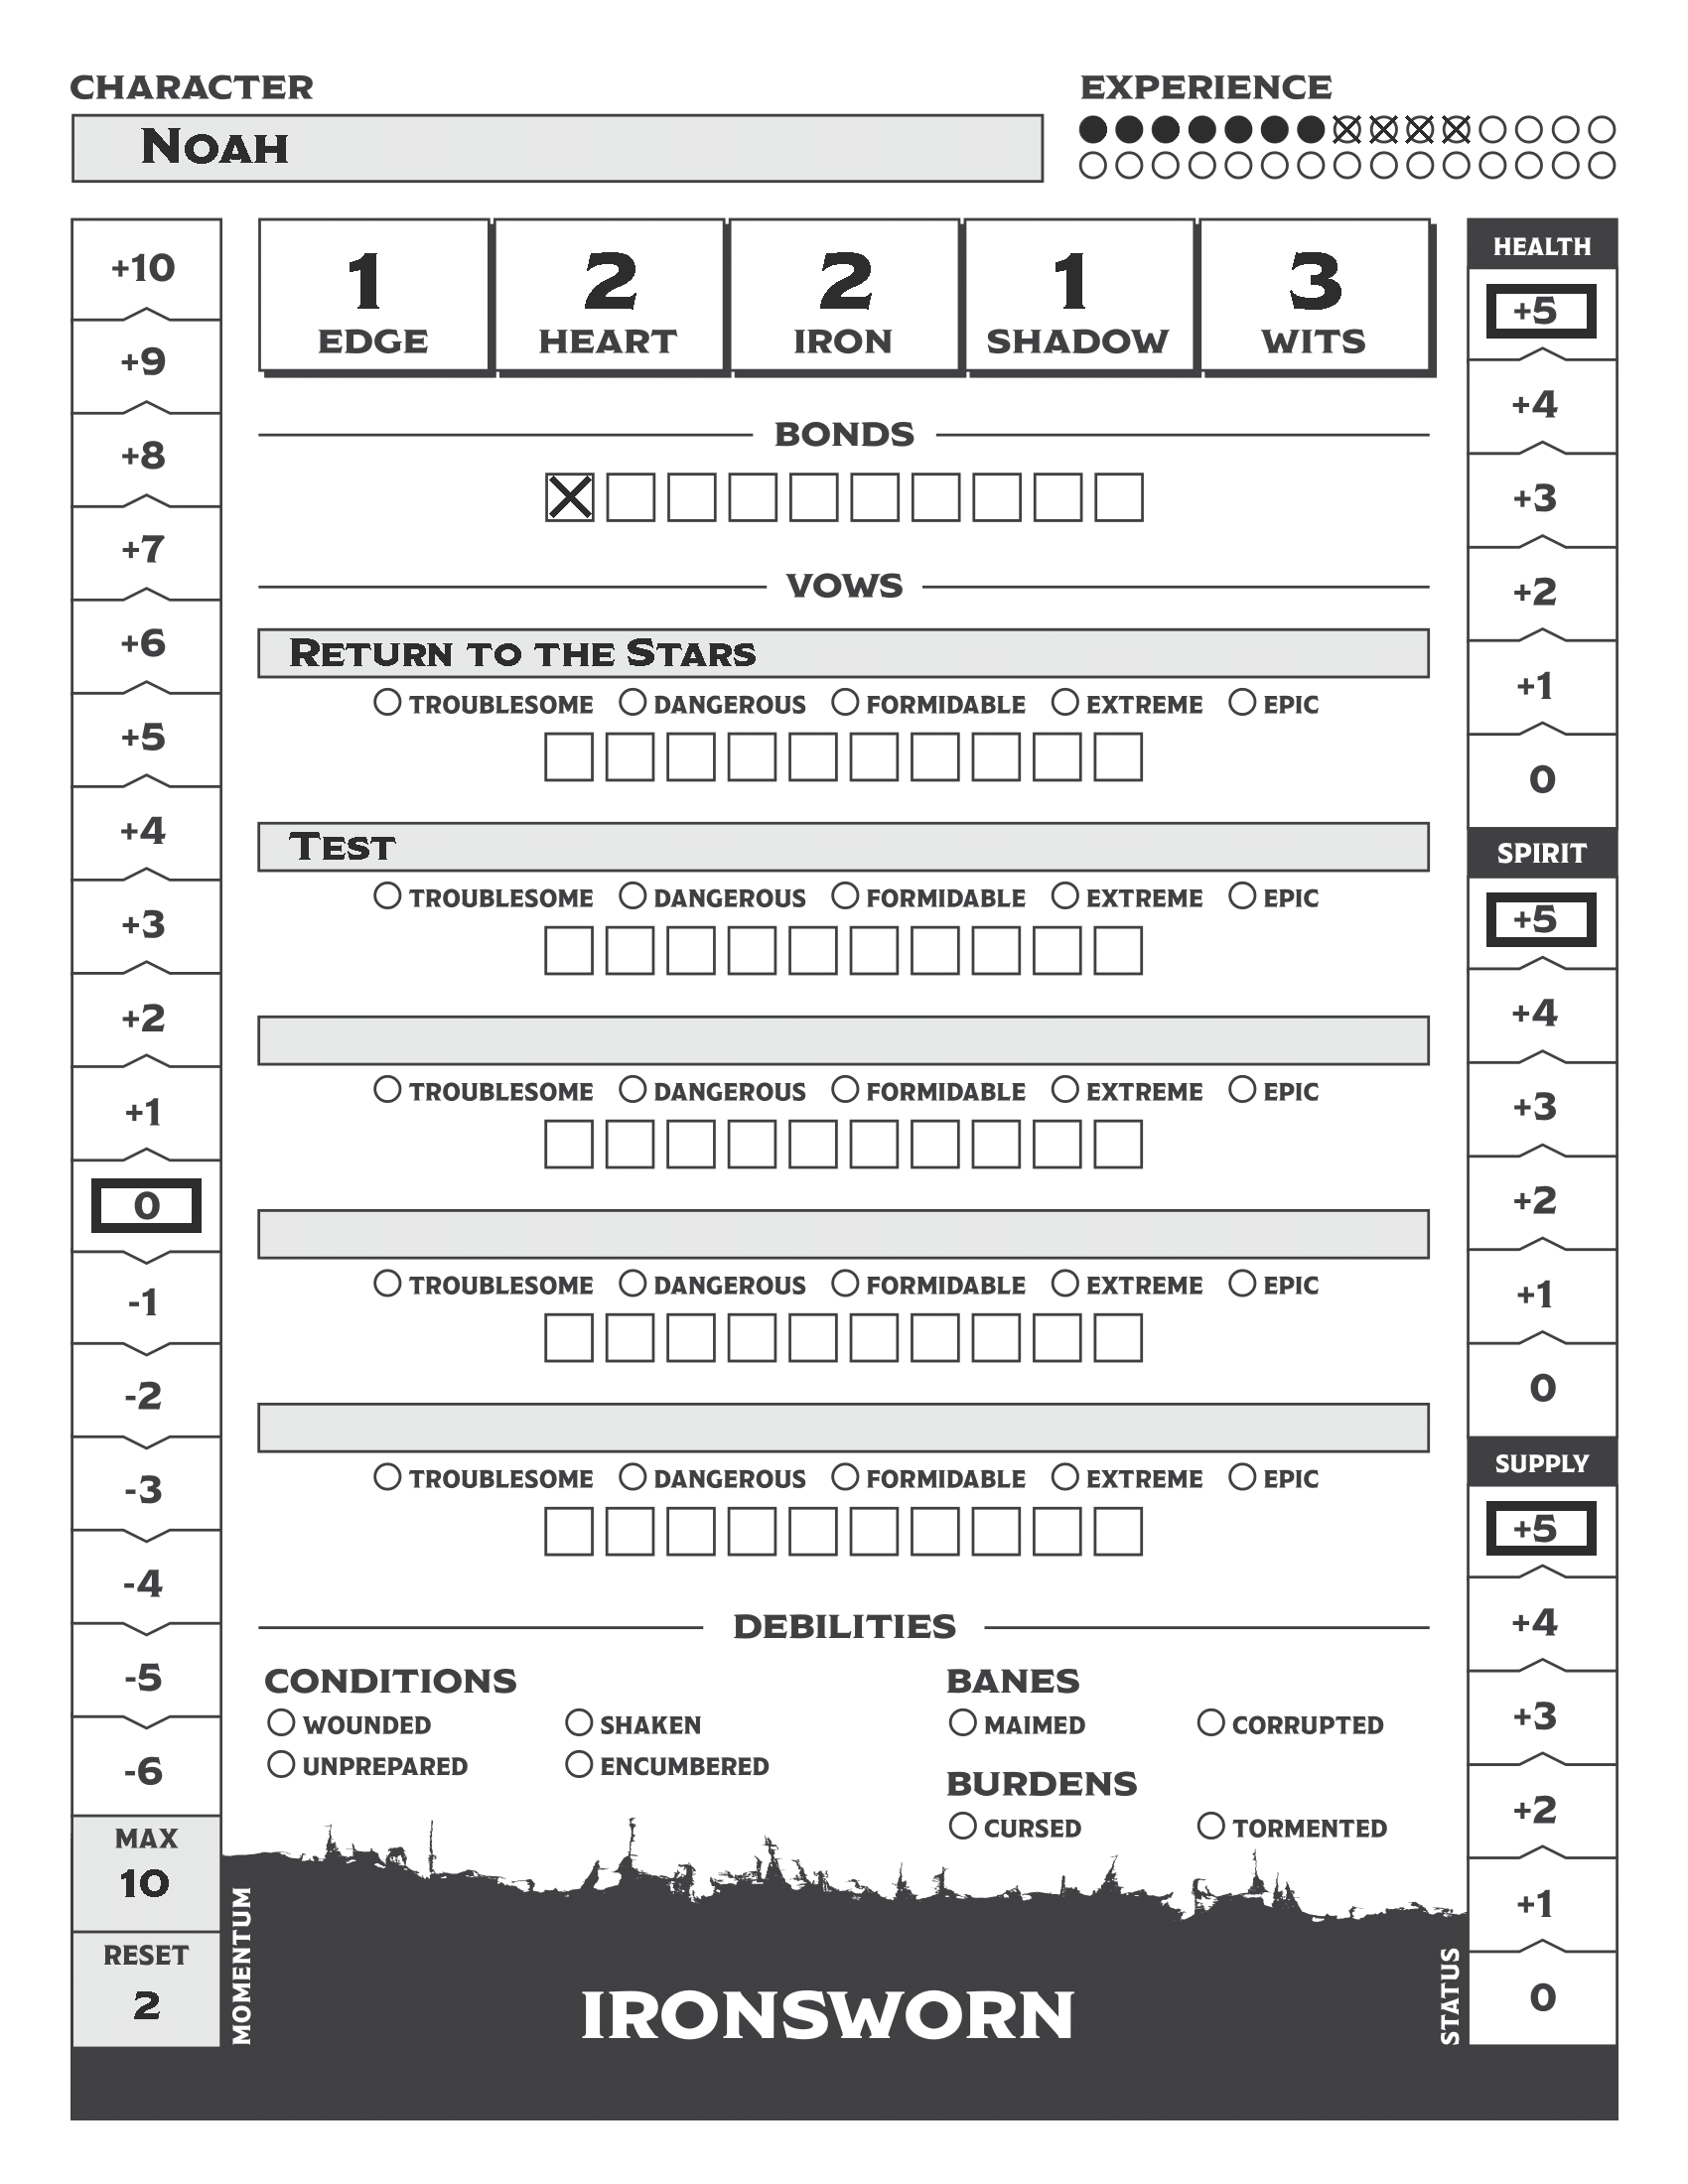 CHARACTER
EXPERIENCE
NOAH
1 2 2 1 3
EDGE HEART IRON SHADOW WITS
BONDS
VOWS
RETURN TO THE STARS
TROUBLESOME DANGEROUS FORMIDABLE EXTREME EPIC
TEST
TROUBLESOME DANGEROUS FORMIDABLE EXTREME EPIC
TROUBLESOME DANGEROUS FORMIDABLE EXTREME EPIC
TROUBLESOME DANGEROUS FORMIDABLE EXTREME EPIC
TROUBLESOME DANGEROUS FORMIDABLE EXTREME EPIC
DEBILITIES
CONDITIONS
WOUNDED SHAKEN
UNPREPARED ENCUMBERED
BANES
MAIMED CORRUPTED
BURDENS
CURSED TORMENTED
+10
+9
+8
+7
+6
+5
+4
+3
+2
+1
0
-1
-2
-3
-4
-5
-6
MAX
10
RESET
2
MOMENTUM
HEALTH
+5
+4
+3
+2
+1
0
SPIRIT
+5
+4
+3
+2
+1
0
SUPPLY
+5
+4
+3
+2
+1
0
STATUS
IRONSWORN